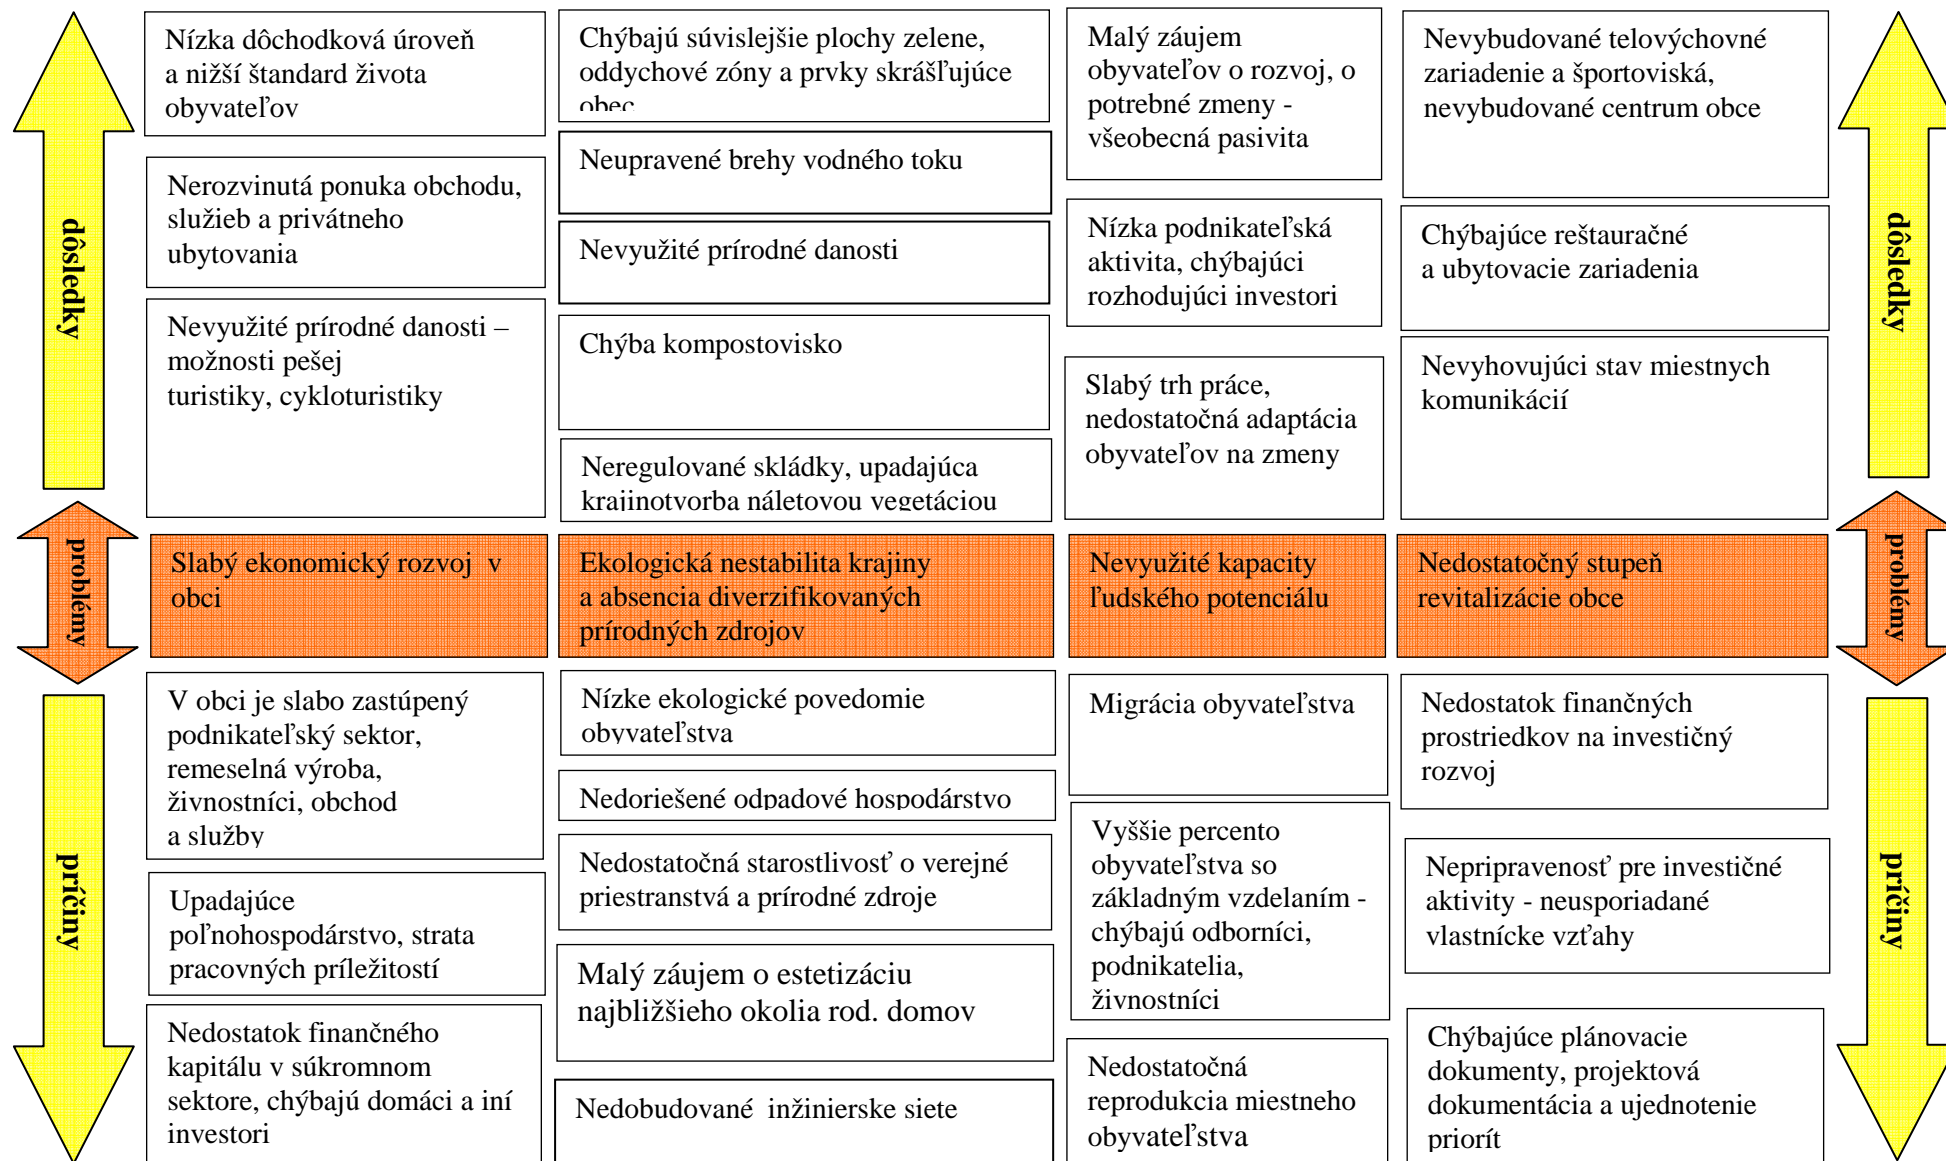 dôsledky
Nízka dôchodková úroveň
a nižší štandard života
obyvateľov
Nerozvinutá ponuka obchodu,
služieb a privátneho
ubytovania
Nevyužité prírodné danosti –
možnosti pešej
turistiky, cykloturistiky
Chýbajú súvislejšie plochy zelene,
oddychové zóny a prvky skrášľujúce
obec
Neupravené brehy vodného toku
Nevyužité prírodné danosti
Chýba kompostovisko
Neregulované skládky, upadajúca
krajinotvorba náletovou vegetáciou
Malý záujem
obyvateľov o rozvoj, o
potrebné zmeny -
všeobecná pasivita
Nízka podnikateľská
aktivita, chýbajúci
rozhodujúci investori
Slabý trh práce,
nedostatočná adaptácia
obyvateľov na zmeny
Nevybudované telovýchovné
zariadenie a športoviská,
nevybudované centrum obce
Chýbajúce reštauračné
a ubytovacie zariadenia
Nevyhovujúci stav miestnych
komunikácií
dôsledky
problémy
Slabý ekonomický rozvoj v
obci
Ekologická nestabilita krajiny
a absencia diverzifikovaných
prírodných zdrojov
Nevyužité kapacity
ľudského potenciálu
Nedostatočný stupeň
revitalizácie obce
problémy
príčiny
V obci je slabo zastúpený
podnikateľský sektor,
remeselná výroba,
živnostníci, obchod
a služby
Upadajúce
poľnohospodárstvo, strata
pracovných príležitostí
Nedostatok finančného
kapitálu v súkromnom
sektore, chýbajú domáci a iní
investori
Nízke ekologické povedomie
obyvateľstva
Nedoriešené odpadové hospodárstvo
Nedostatočná starostlivosť o verejné
priestranstvá a prírodné zdroje
Malý záujem o estetizáciu
najbližšieho okolia rod. domov
Nedobudované inžinierske siete
Migrácia obyvateľstva
Vyššie percento
obyvateľstva so
základným vzdelaním -
chýbajú odborníci,
podnikatelia,
živnostníci
Nedostatočná
reprodukcia miestneho
obyvateľstva
Nedostatok finančných
prostriedkov na investičný
rozvoj
Nepripravenosť pre investičné
aktivity - neusporiadané
vlastnícke vzťahy
Chýbajúce plánovacie
dokumenty, projektová
dokumentácia a ujednotenie
priorít
príčiny